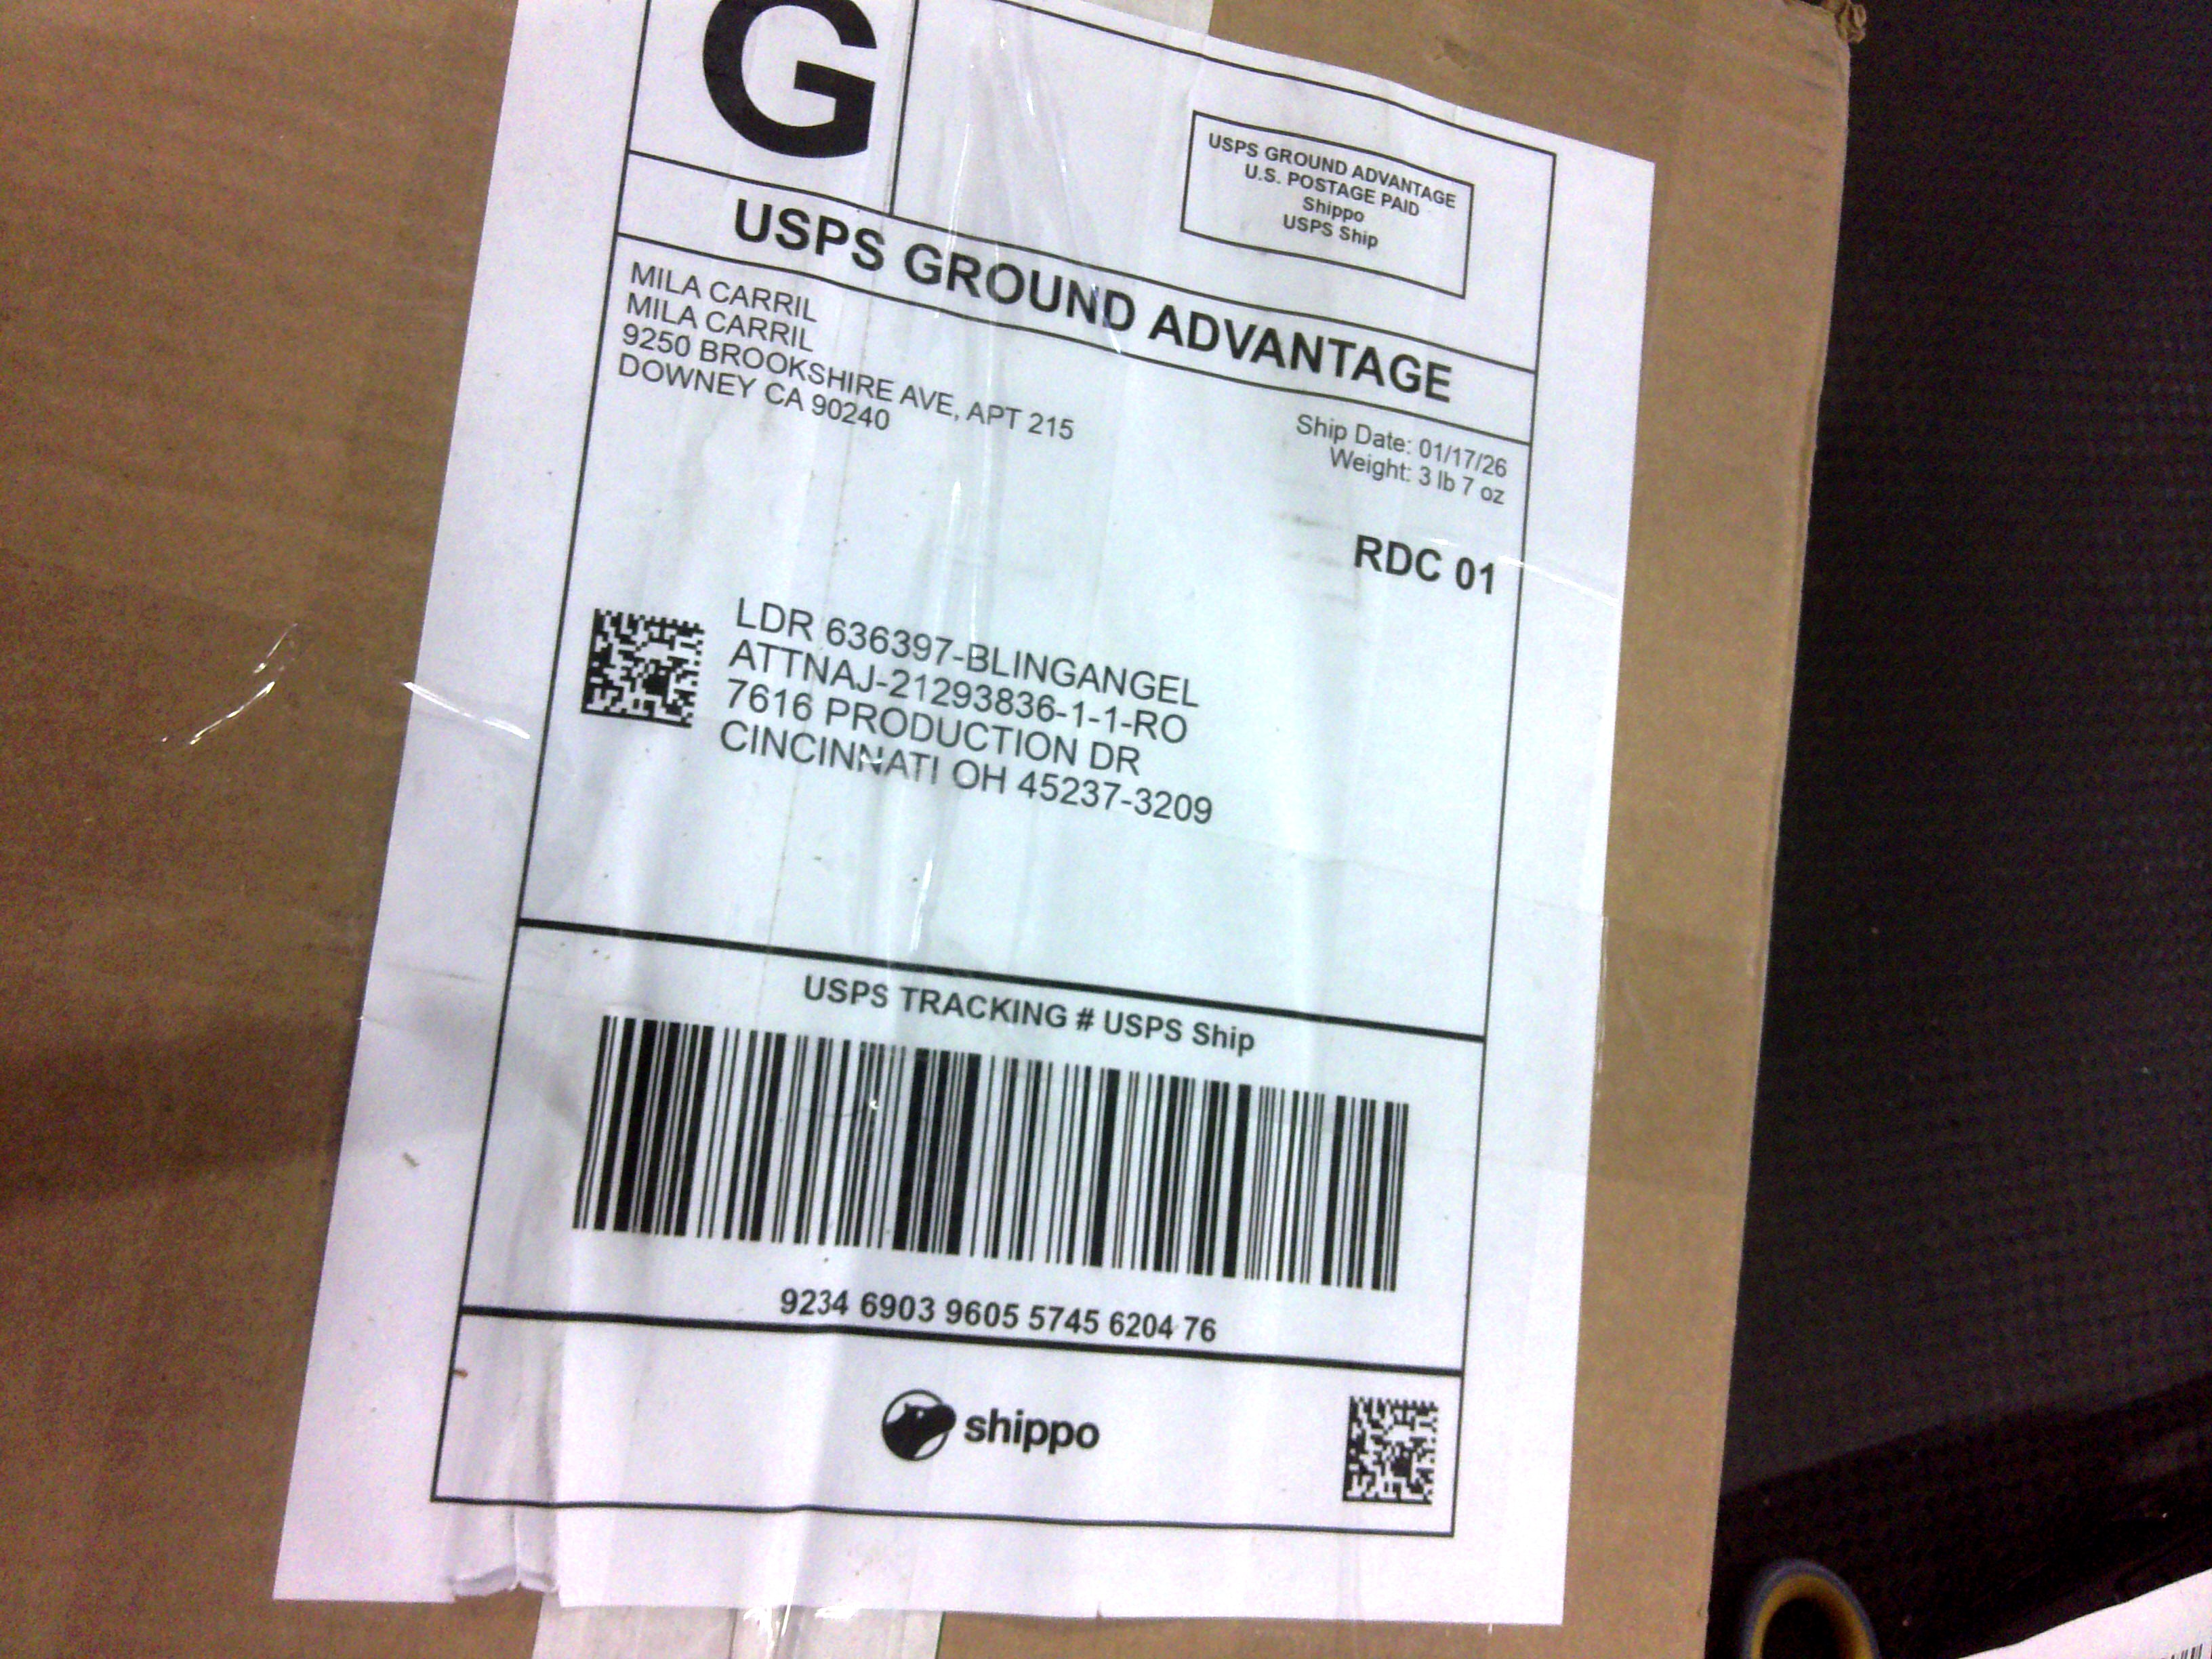 G
USPS GROUND ADVANTAGE
U.S. POSTAGE PAID
Shippo
USPS Ship
USPS GROUND ADVANTAGE
MILA CARRIL
MILA CARRIL
9250 BROOKSHIRE AVE, APT 215
DOWNEY CA 90240
Ship Date: 01/17/26
Weight: 3 lb 7 oz
RDC 01
LDR 636397-BLINGANGEL
ATTNAJ-21293836-1-1-RO
7616 PRODUCTION DR
CINCINNATI OH 45237-3209
USPS TRACKING # USPS Ship
9234 6903 9605 5745 6204 76
shippo